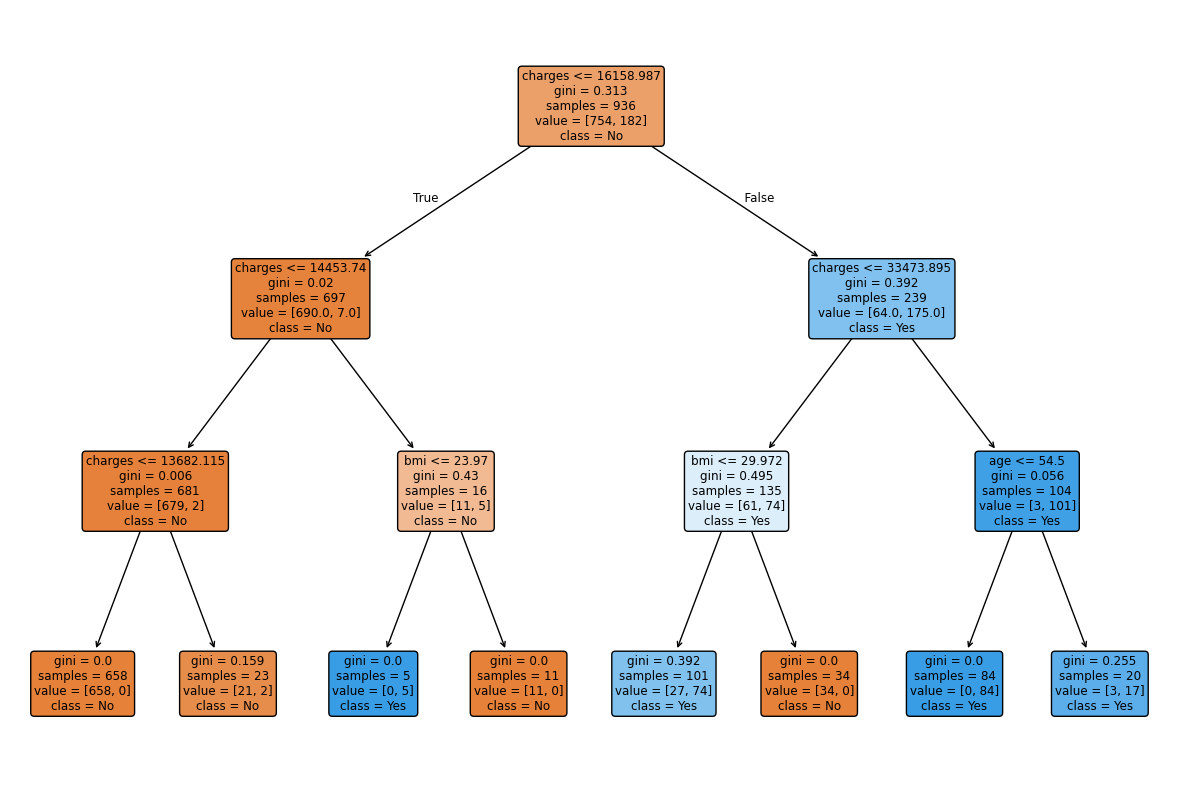 charges <= 16158.987
gini = 0.313
samples = 936
value = [754, 182]
class = No
True
False
charges <= 14453.74
gini = 0.02
samples = 697
value = [690.0, 7.0]
class = No
charges <= 33473.895
gini = 0.392
samples = 239
value = [64.0, 175.0]
class = Yes
charges <= 13682.115
gini = 0.006
samples = 681
value = [679, 2]
class = No
bmi <= 23.97
gini = 0.43
samples = 16
value = [11, 5]
class = No
bmi <= 29.972
gini = 0.495
samples = 135
value = [61, 74]
class = Yes
age <= 54.5
gini = 0.056
samples = 104
value = [3, 101]
class = Yes
gini = 0.0
samples = 658
value = [658, 0]
class = No
gini = 0.159
samples = 23
value = [21, 2]
class = No
gini = 0.0
samples = 5
value = [0, 5]
class = Yes
gini = 0.0
samples = 11
value = [11, 0]
class = No
gini = 0.392
samples = 101
value = [27, 74]
class = Yes
gini = 0.0
samples = 34
value = [34, 0]
class = No
gini = 0.0
samples = 84
value = [0, 84]
class = Yes
gini = 0.255
samples = 20
value = [3, 17]
class = Yes